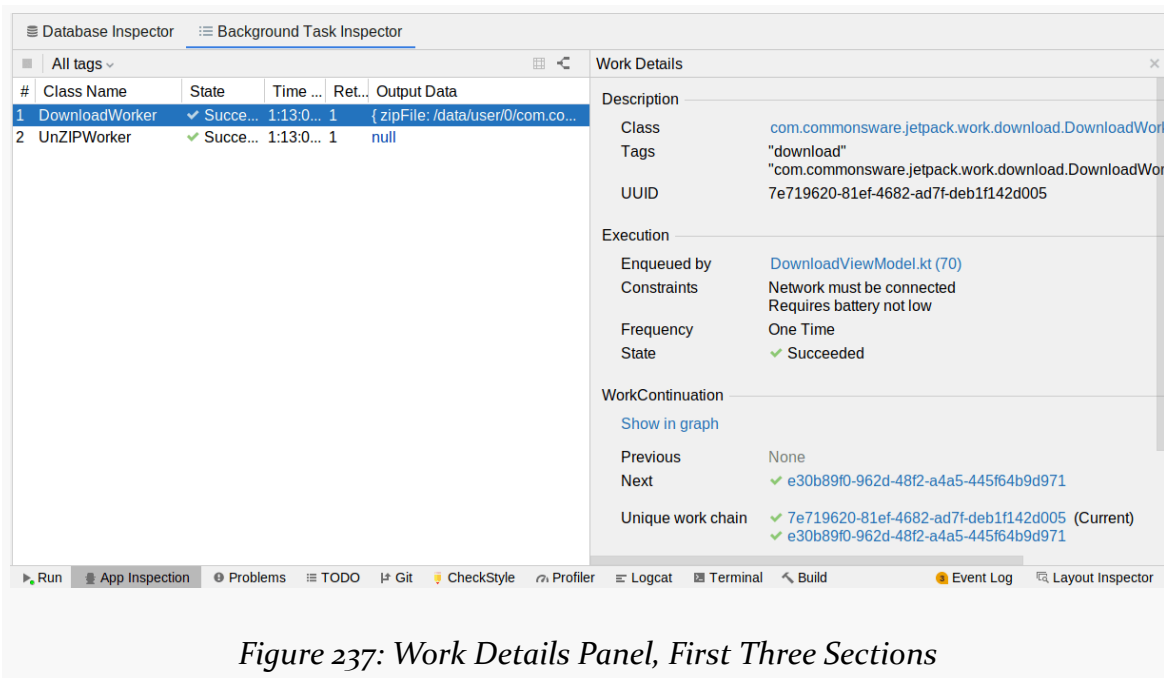 Database Inspector Background Task Inspector
All tags
Work Details
# Class Name State Time ... Ret... Output Data
1 DownloadWorker Succe... 1:13:0... 1 { zipFile: /data/user/0/com.co...
2 UnZIPWorker Succe... 1:13:0... 1 null
Description
Class com.commonsware.jetpack.work.download.DownloadWor
Tags "download"
"com.commonsware.jetpack.work.download.DownloadWor
UUID 7e719620-81ef-4682-ad7f-deb1f142d005
Execution
Enqueued by DownloadViewModel.kt (70)
Constraints Network must be connected
Requires battery not low
Frequency One Time
State Succeeded
WorkContinuation
Show in graph
Previous None
Next e30b89f0-962d-48f2-a4a5-445f64b9d971
Unique work chain 7e719620-81ef-4682-ad7f-deb1f142d005 (Current)
e30b89f0-962d-48f2-a4a5-445f64b9d971
Run App Inspection Problems TODO Git CheckStyle Profiler Logcat Terminal Build 3 Event Log Layout Inspector
Figure 237: Work Details Panel, First Three Sections